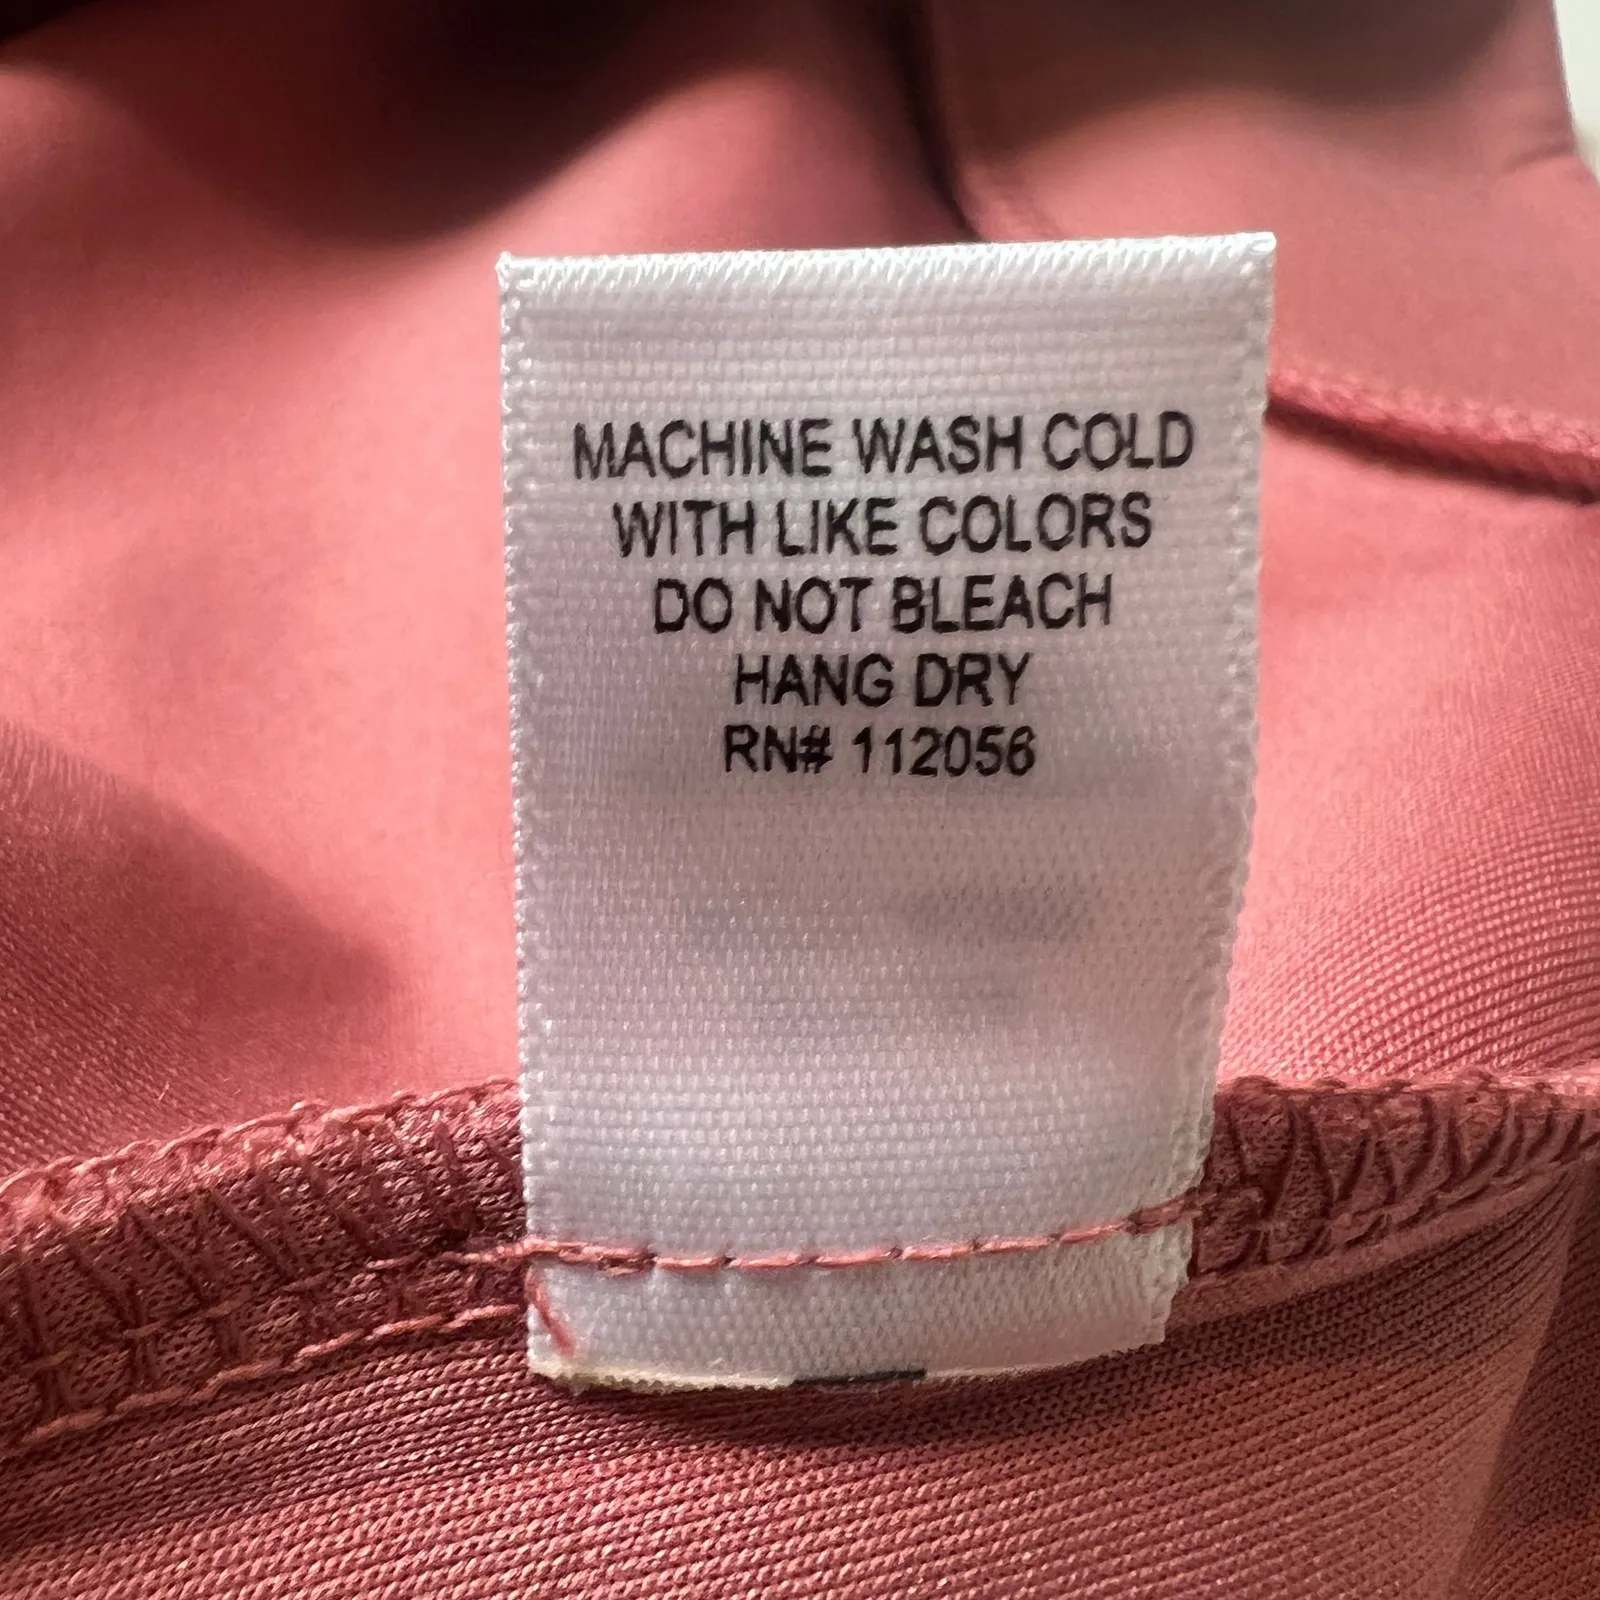 MACHINE WASH COLD
WITH LIKE COLORS
DO NOT BLEACH
HANG DRY
RN# 112056